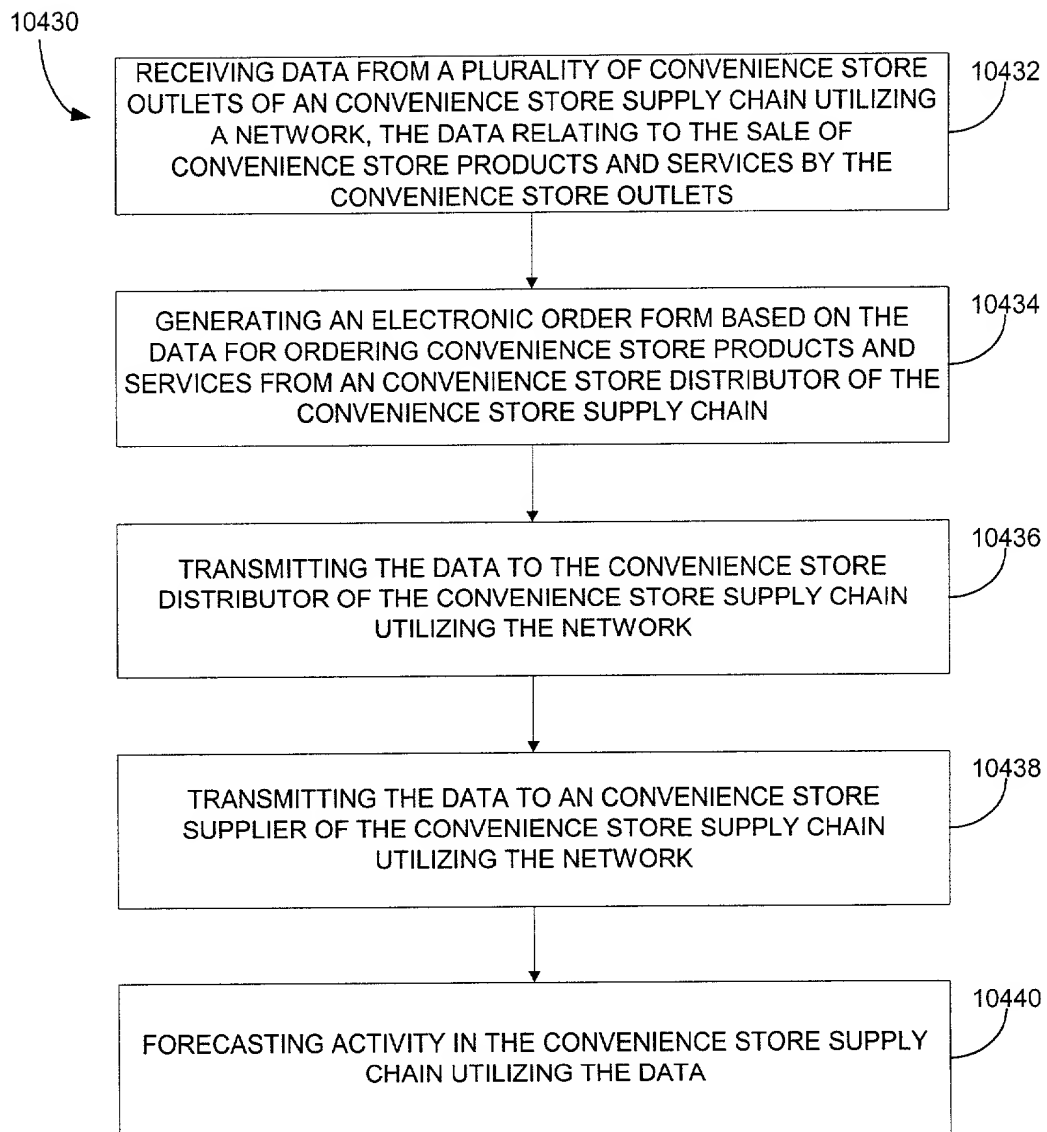 10430
RECEIVING DATA FROM A PLURALITY OF CONVENIENCE STORE
OUTLETS OF AN CONVENIENCE STORE SUPPLY CHAIN UTILIZING
A NETWORK, THE DATA RELATING TO THE SALE OF
CONVENIENCE STORE PRODUCTS AND SERVICES BY THE
CONVENIENCE STORE OUTLETS
10432
GENERATING AN ELECTRONIC ORDER FORM BASED ON THE
DATA FOR ORDERING CONVENIENCE STORE PRODUCTS AND
SERVICES FROM AN CONVENIENCE STORE DISTRIBUTOR OF THE
CONVENIENCE STORE SUPPLY CHAIN
10434
TRANSMITTING THE DATA TO THE CONVENIENCE STORE
DISTRIBUTOR OF THE CONVENIENCE STORE SUPPLY CHAIN
UTILIZING THE NETWORK
10436
TRANSMITTING THE DATA TO AN CONVENIENCE STORE
SUPPLIER OF THE CONVENIENCE STORE SUPPLY CHAIN
UTILIZING THE NETWORK
10438
FORECASTING ACTIVITY IN THE CONVENIENCE STORE SUPPLY
CHAIN UTILIZING THE DATA
10440